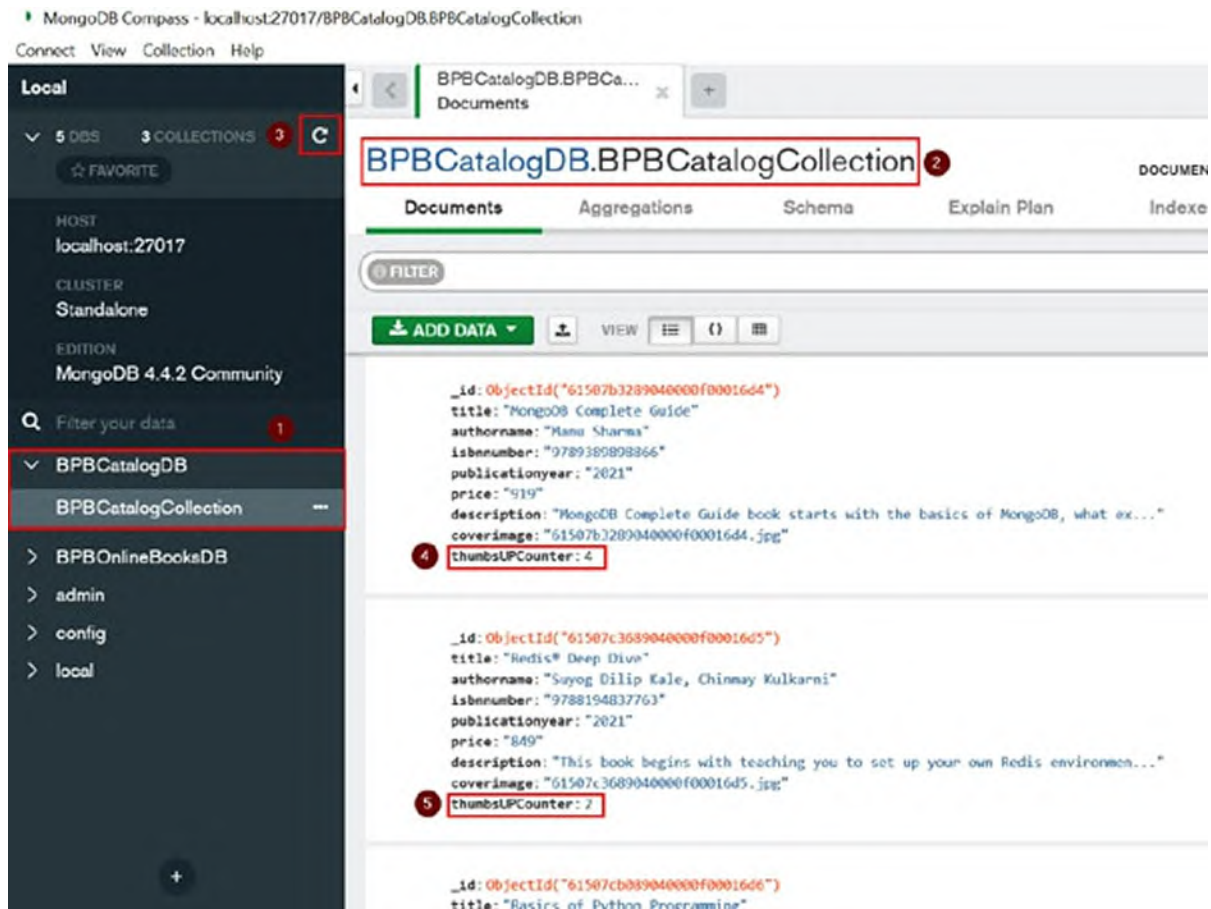 MongoDB Compass - localhost:27017/BPBCatalogDB.BPBCatalogCollection
Connect View Collection Help
Local
5 DBS 3 COLLECTIONS 3
☆ FAVORITE
HOST
localhost:27017
CLUSTER
Standalone
EDITION
MongoDB 4.4.2 Community
Filter your data 1
BPBCatalogDB
BPBCatalogCollection
BPBOnlineBooksDB
admin
config
local
+
BPBCatalogDB.BPBCa...
Documents
+
BPBCatalogDB.BPBCatalogCollection 2
DOCUMEN
Documents Aggregations Schema Explain Plan Indexe
FILTER
ADD DATA VIEW {}
_id: ObjectId("61507b3289040000f00016d4")
title: "MongoDB Complete Guide"
authorname: "Manu Sharma"
isbnnumber: "9789389898866"
publicationyear: "2021"
price: "919"
description: "MongoDB Complete Guide book starts with the basics of MongoDB, what ex..."
coverimage: "61507b3289040000f00016d4.jpg"
4 thumbsUPCounter: 4
_id: ObjectId("61507c3689040000f00016d5")
title: "Redis® Deep Dive"
authorname: "Suyog Dilip Kale, Chinmay Kulkarni"
isbnnumber: "9788194837763"
publicationyear: "2021"
price: "849"
description: "This book begins with teaching you to set up your own Redis environmen..."
coverimage: "61507c3689040000f00016d5.jpg"
5 thumbsUPCounter:
_id: ObjectId("61507cb089040000f00016d6")
title: "Basics of Python Programming"